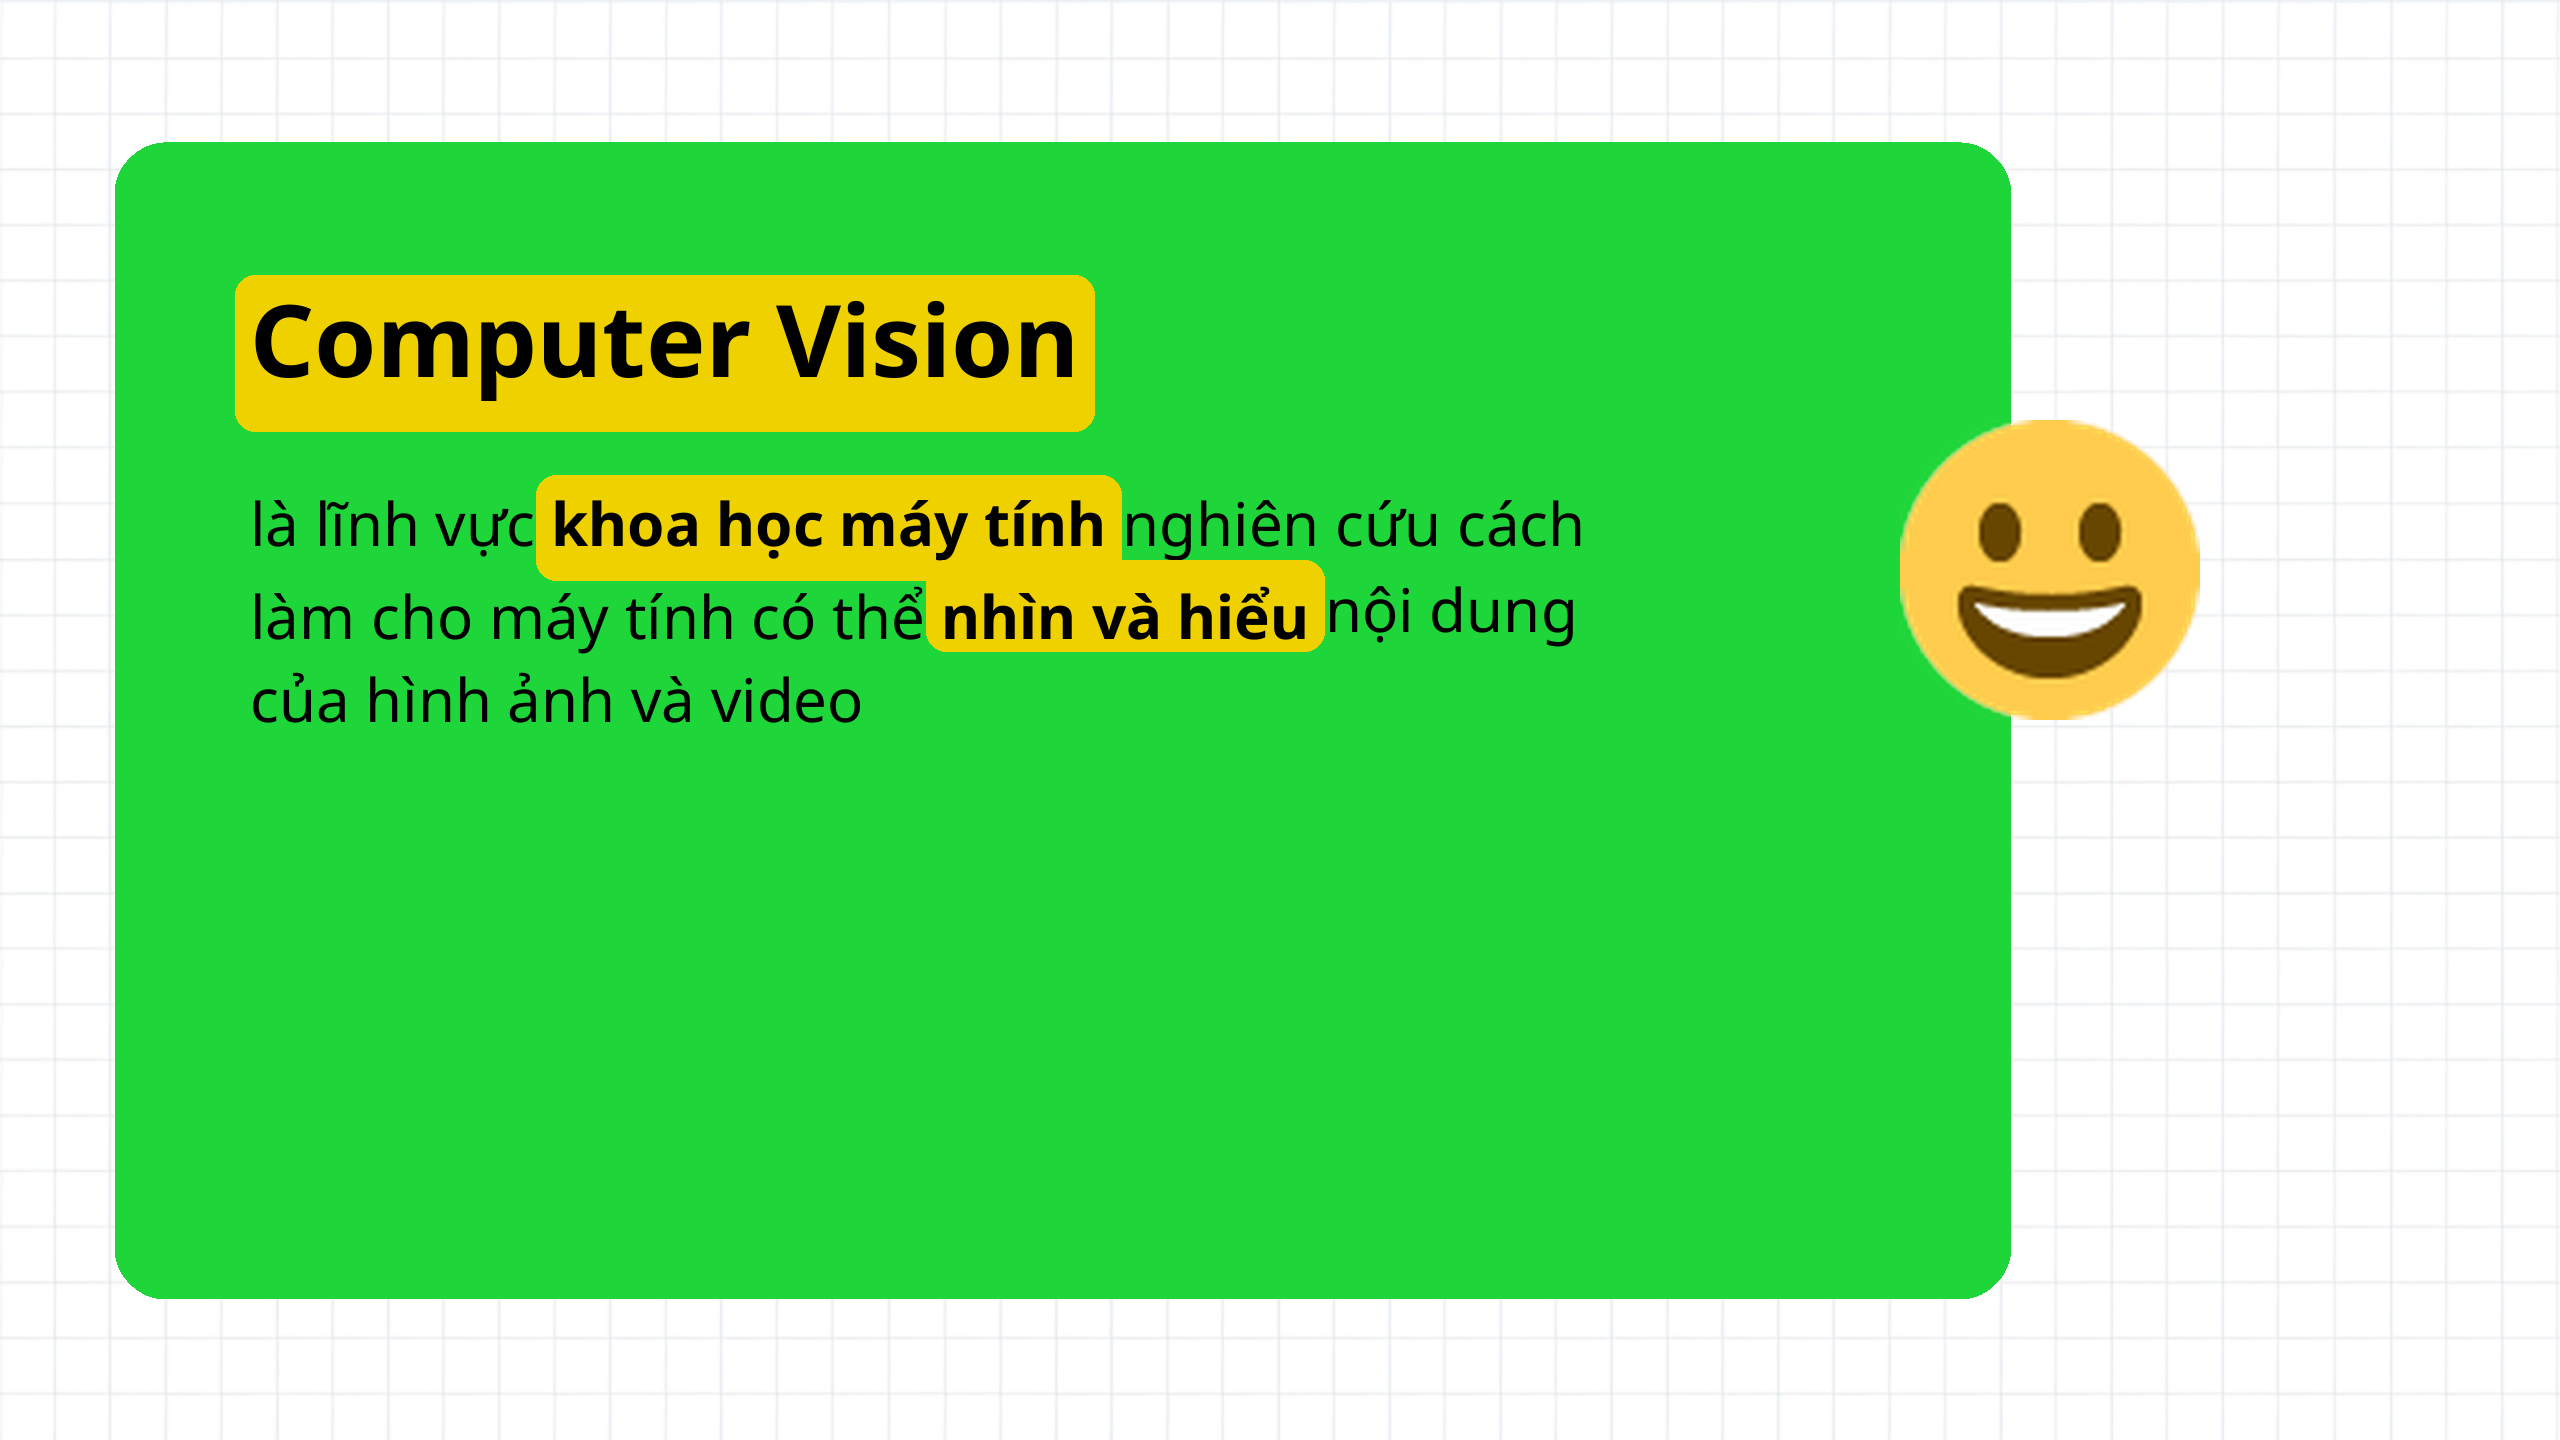 Computer Vision
là lĩnh vực khoa học máy tính nghiên cứu cách
làm cho máy tính có thể nhìn và hiểu nội dung
của hình ảnh và video